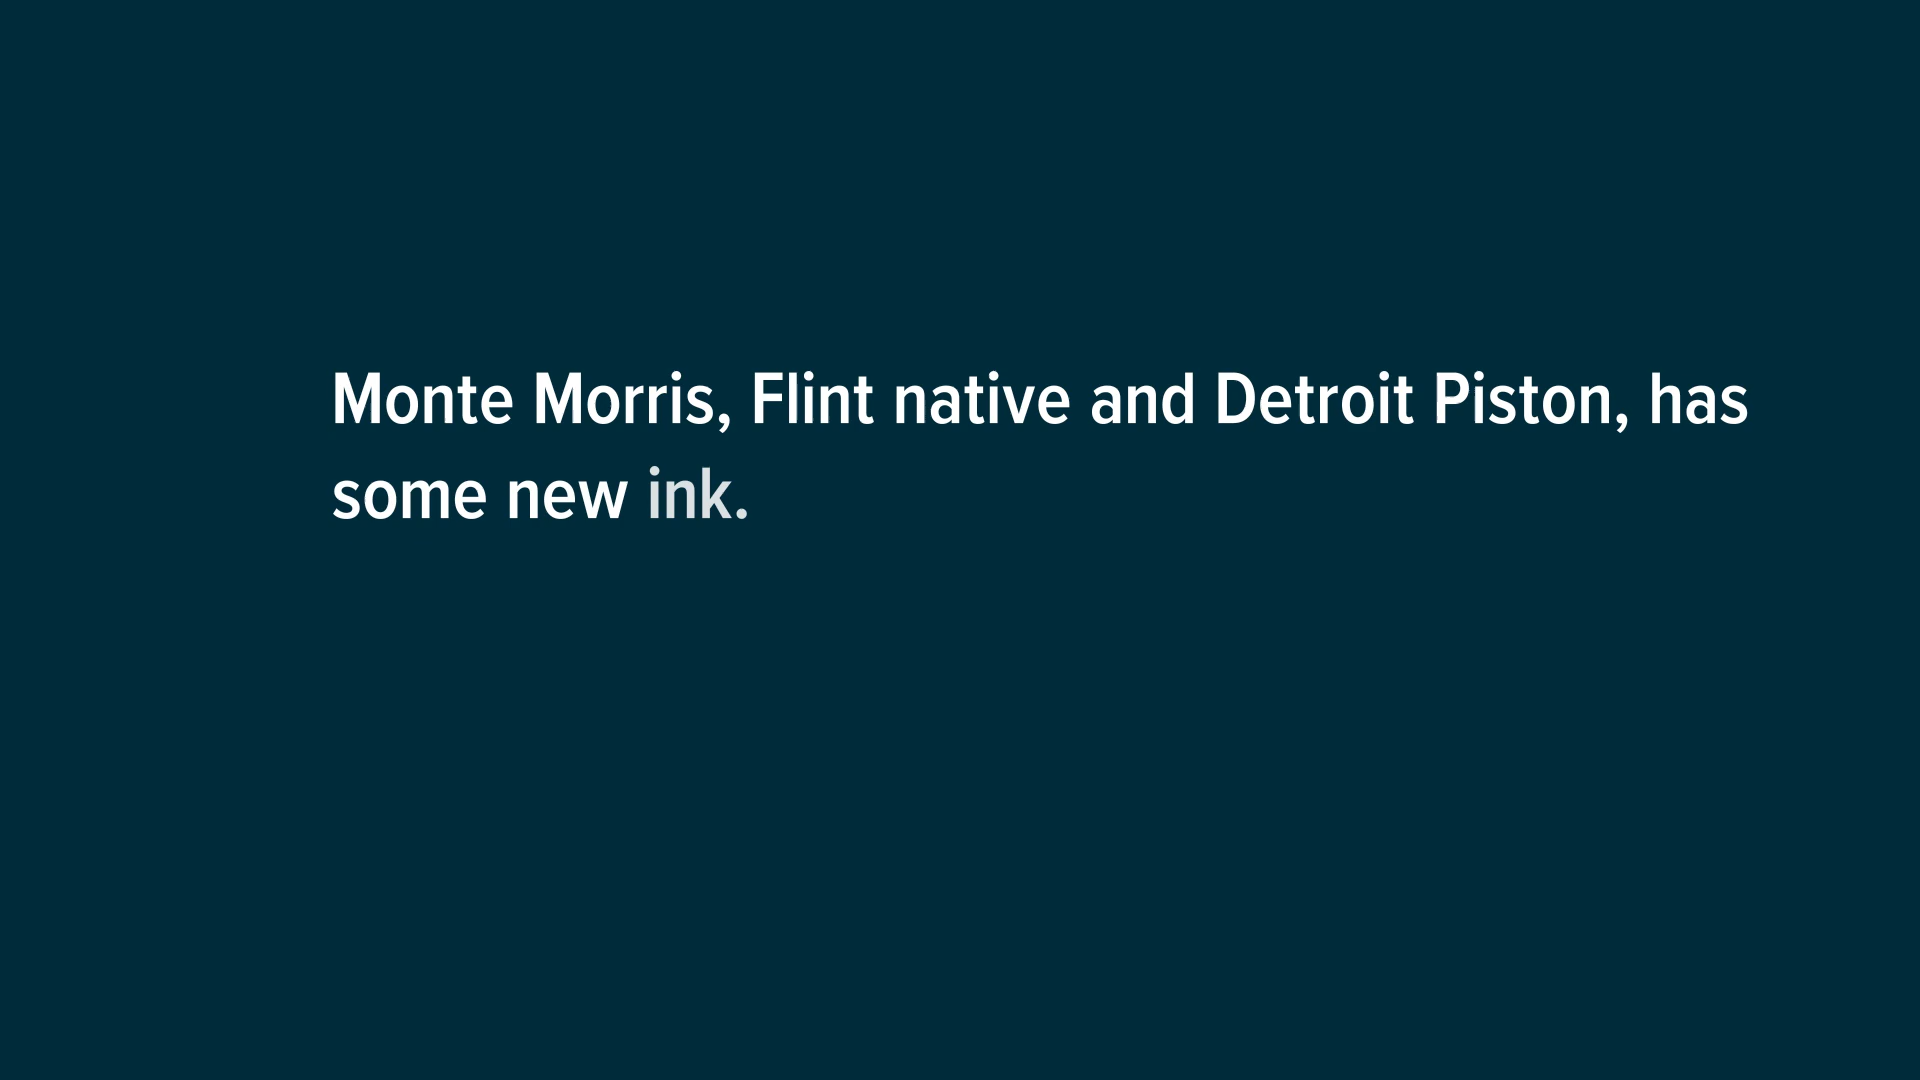 Monte Morris, Flint native and Detroit Piston, has
some new ink.